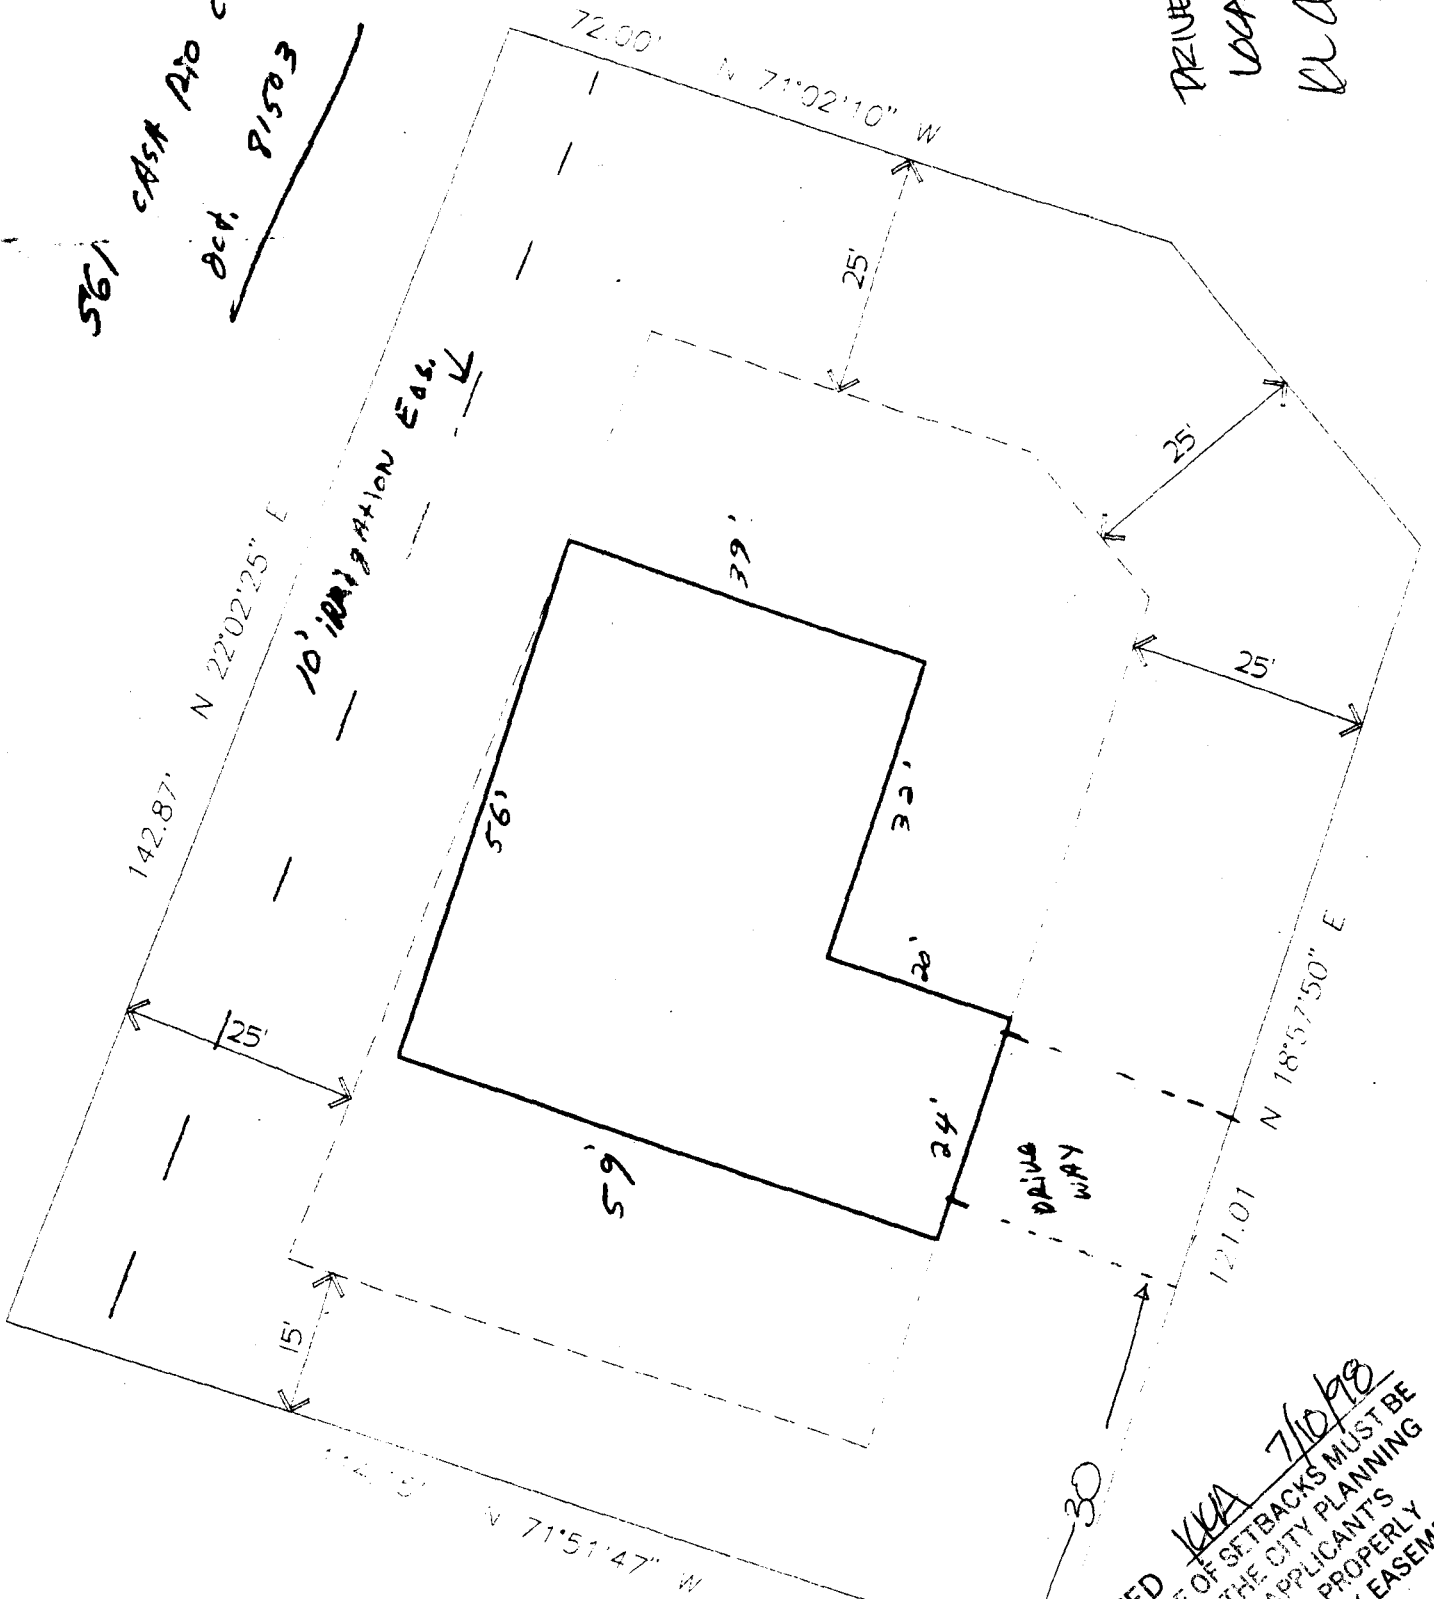 561 CASA RiO C
Oct. 81503
DRIVE
LOCA
72.00'
N 71°02'10" W
25'
25'
25'
10' iRRigAtiON EAS.
N 22°02'25" E
142.87'
39'
56'
32'
20'
25'
59'
24'
DRiVe
WAY
N 18°57'50" E
121.01
15'
N 71°51'47" W
30
7/10/98
OF SETBACKS MUST BE
THE CITY PLANNING
APPLICANT'S
PROPERLY